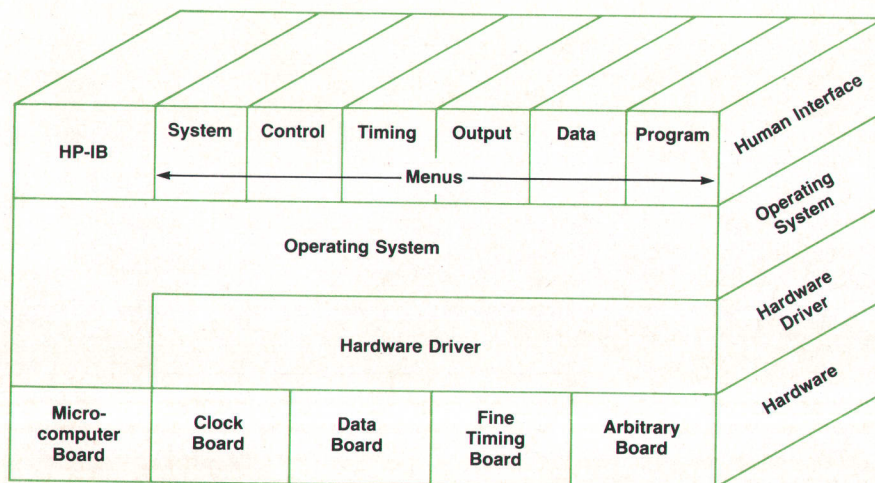 HP-IB
System Control Timing Output Data Program
Menus
Human Interface
Operating System
Operating
System
Hardware Driver
Hardware
Driver
Micro-
computer
Board
Clock
Board
Data
Board
Fine
Timing
Board
Arbitrary
Board
Hardware